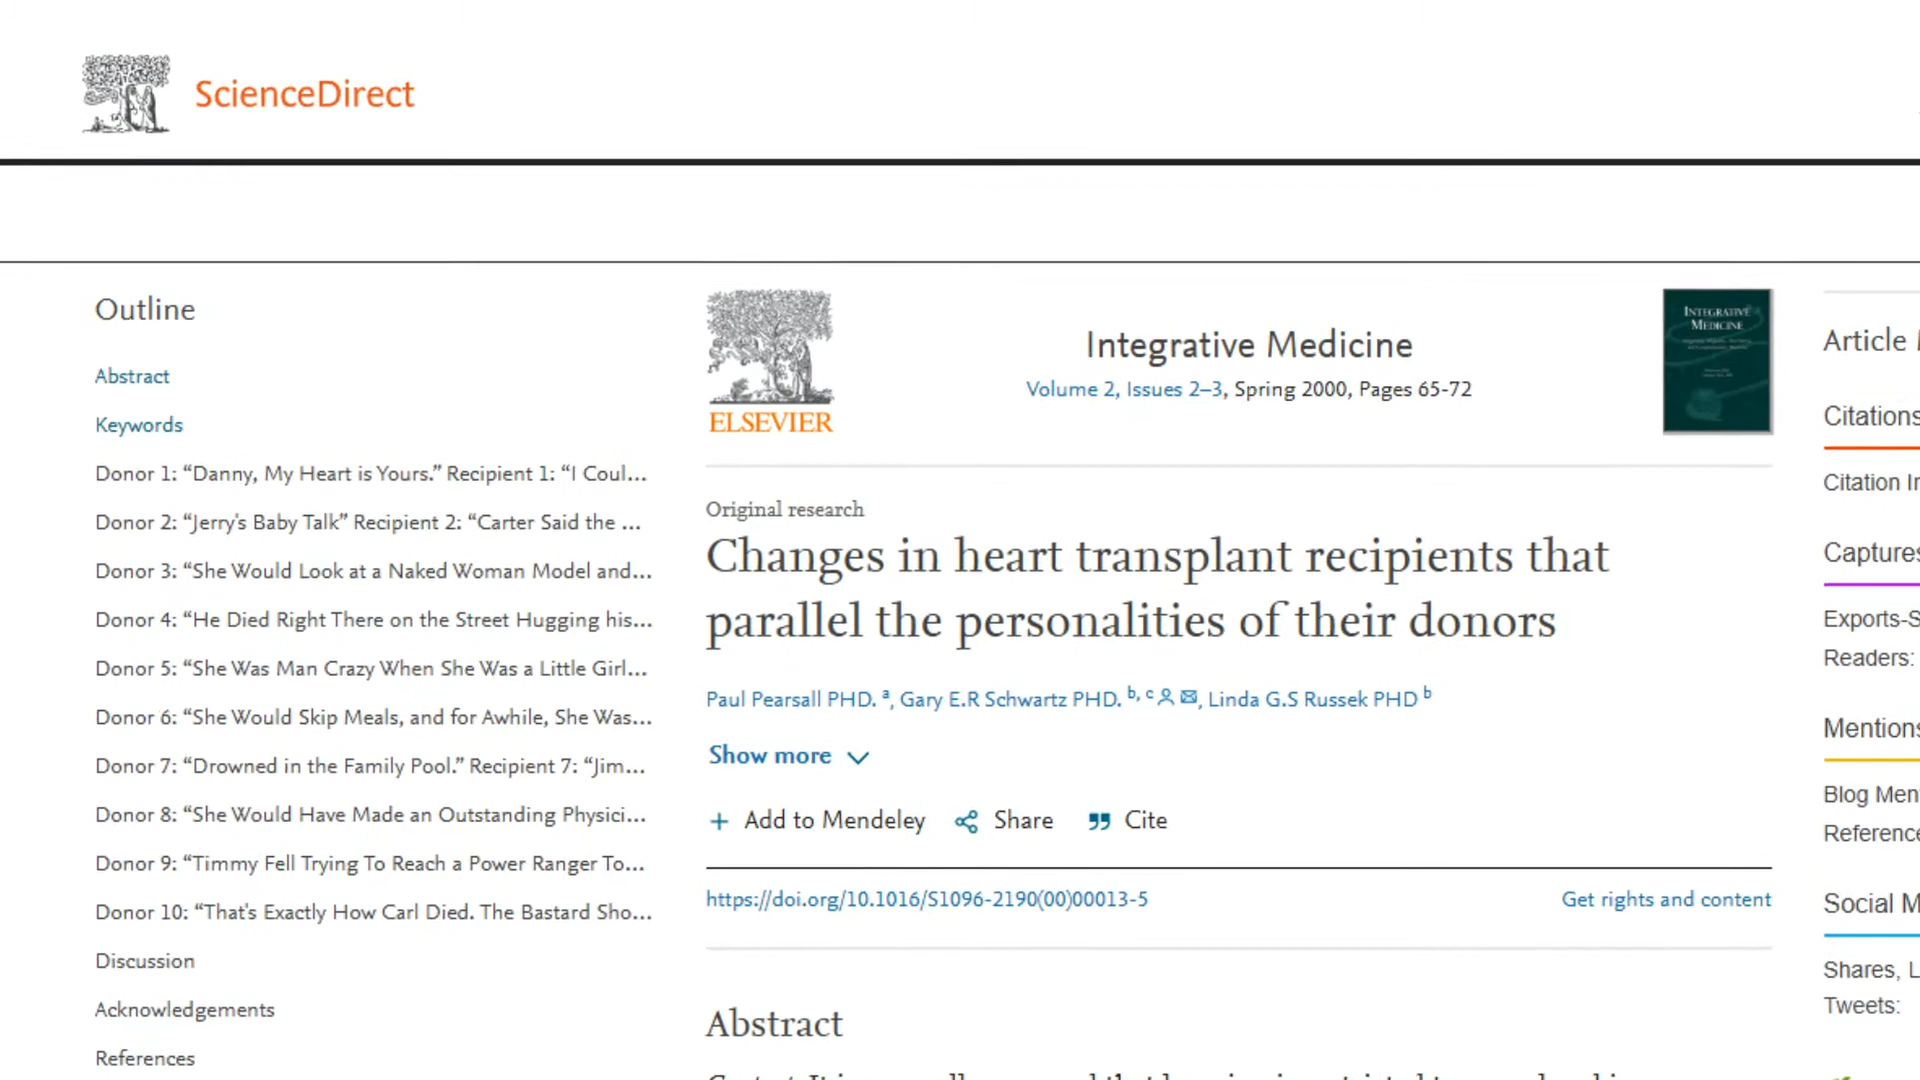 ScienceDirect
Outline
Abstract
Keywords
Donor 1: “Danny, My Heart is Yours.” Recipient 1: “I Coul...
Donor 2: “Jerry's Baby Talk” Recipient 2: “Carter Said the ...
Donor 3: “She Would Look at a Naked Woman Model and...
Donor 4: “He Died Right There on the Street Hugging his...
Donor 5: “She Was Man Crazy When She Was a Little Girl...
Donor 6: “She Would Skip Meals, and for Awhile, She Was...
Donor 7: “Drowned in the Family Pool.” Recipient 7: “Jim...
Donor 8: “She Would Have Made an Outstanding Physici...
Donor 9: “Timmy Fell Trying To Reach a Power Ranger To...
Donor 10: “That's Exactly How Carl Died. The Bastard Sho...
Discussion
Acknowledgements
References
ELSEVIER
Integrative Medicine
Volume 2, Issues 2–3, Spring 2000, Pages 65-72
INTEGRATIVE
MEDICINE
Original research
Changes in heart transplant recipients that
parallel the personalities of their donors
Paul Pearsall PHD. a, Gary E.R Schwartz PHD. b, c, Linda G.S Russek PHD b
Show more
+ Add to Mendeley Share Cite
https://doi.org/10.1016/S1096-2190(00)00013-5 Get rights and content
Abstract
Article
Citations
Citation
Captures
Exports-S
Readers:
Mentions
Blog Men
Reference
Social M
Shares, L
Tweets: